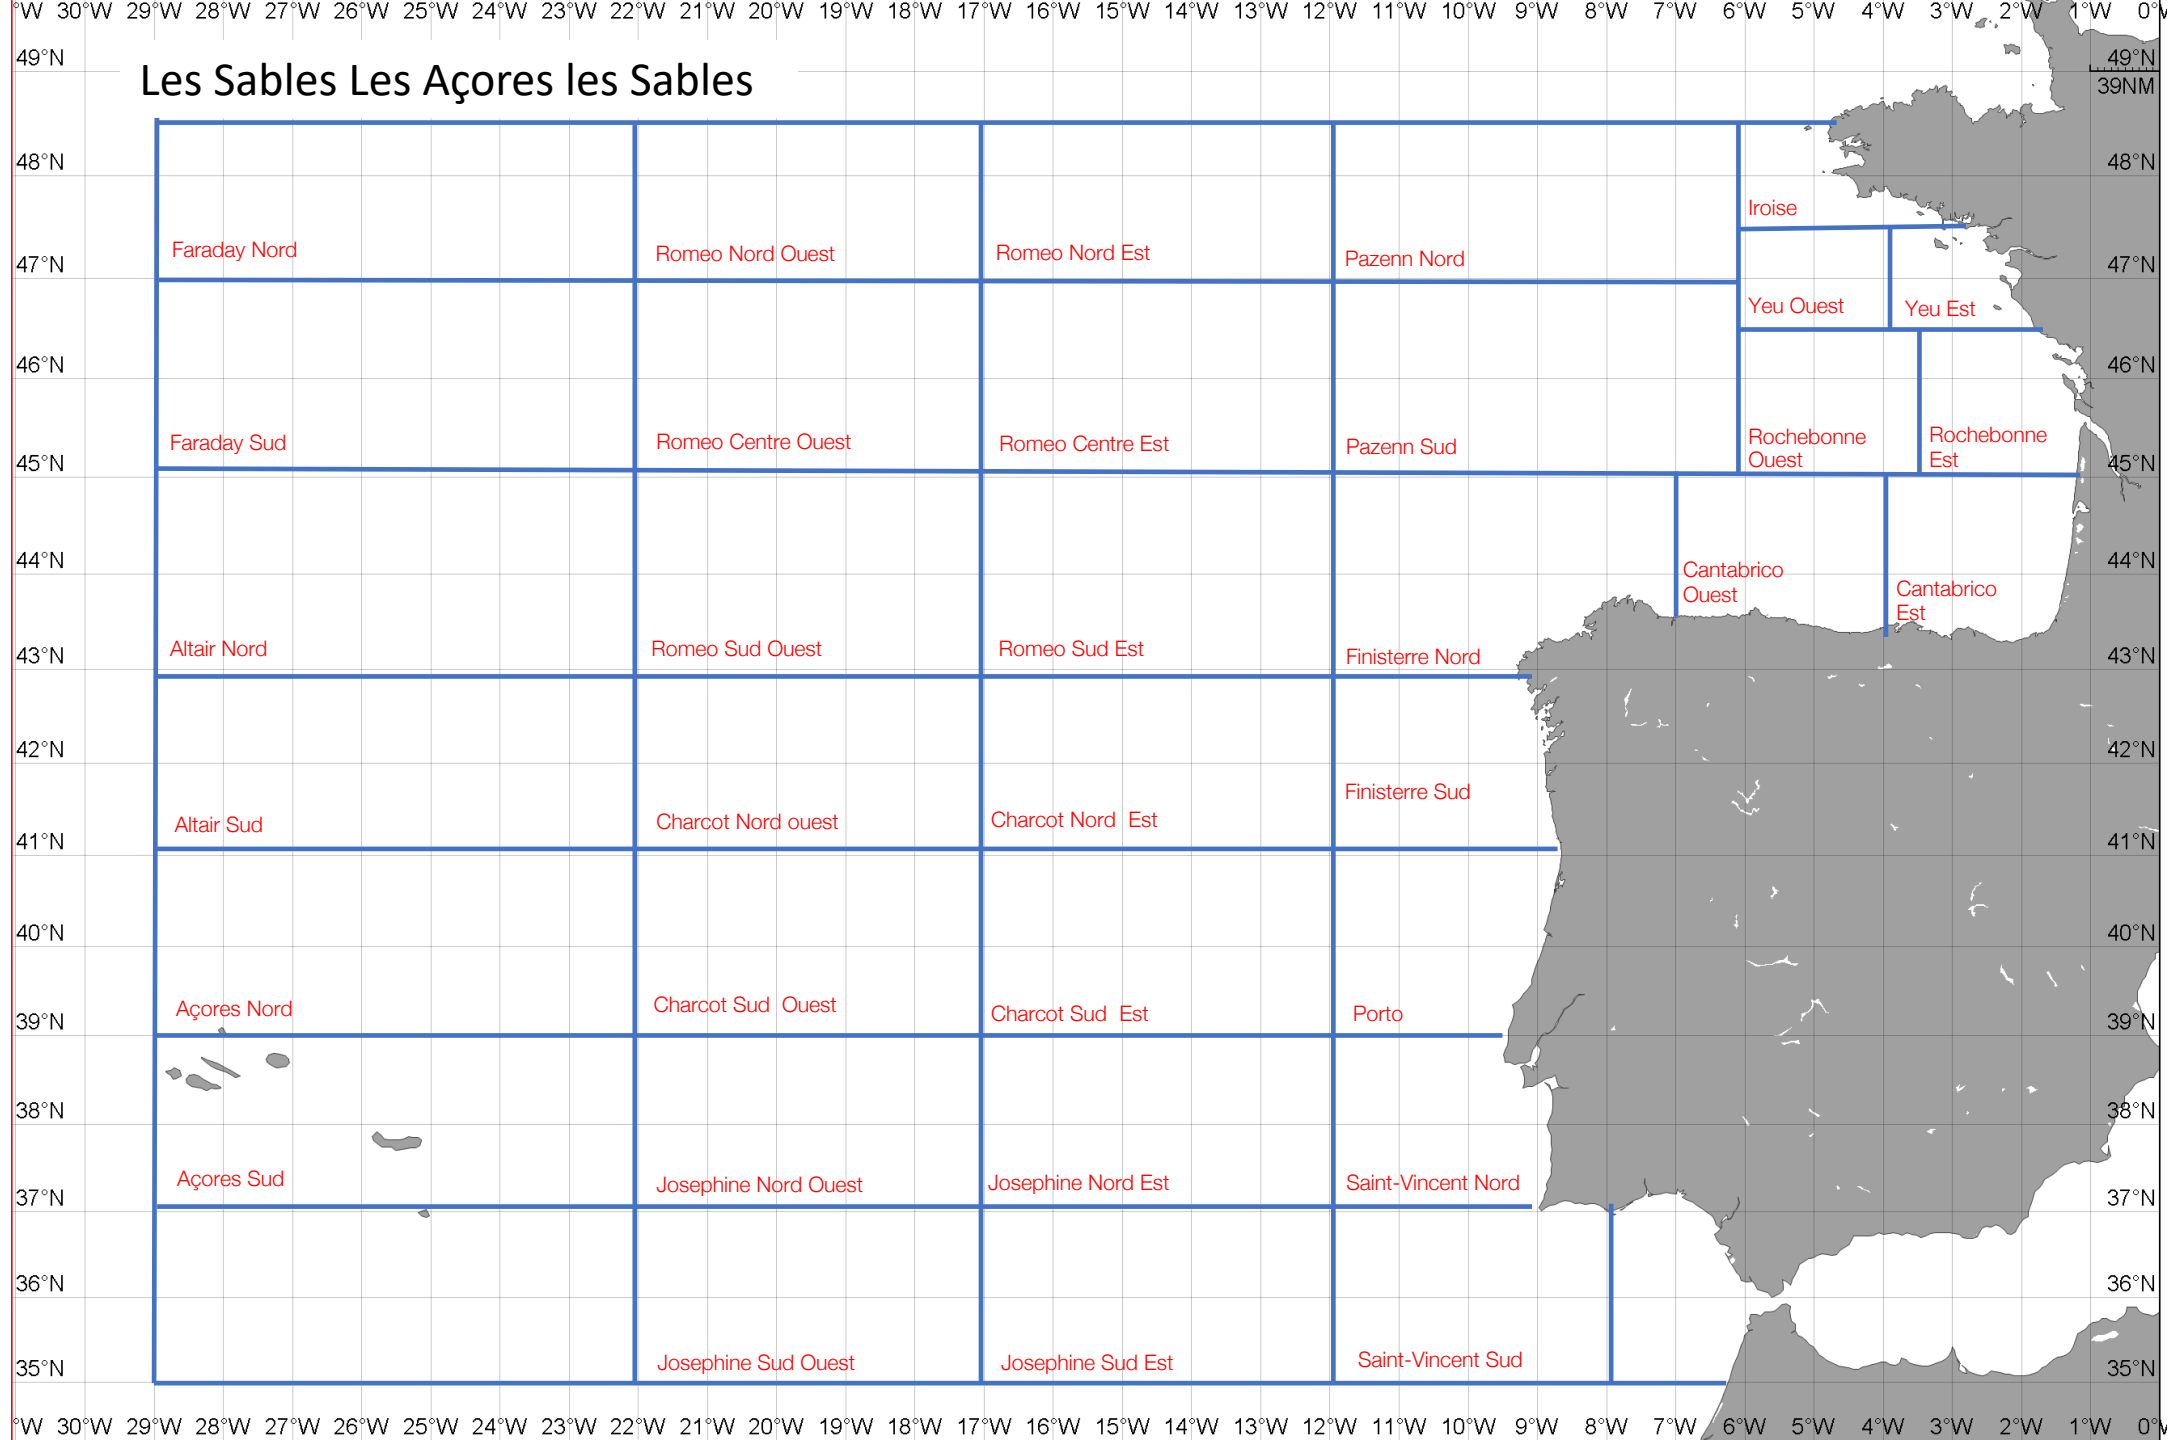 °W 30°W 29°W 28°W 27°W 26°W 25°W 24°W 23°W 22°W 21°W 20°W 19°W 18°W 17°W 16°W 15°W 14°W 13°W 12°W 11°W 10°W 9°W 8°W 7°W 6°W 5°W 4°W 3°W 2°W 1°W 0°W
49°N 49°N
39NM
Les Sables Les Açores les Sables
48°N 48°N
Iroise
Faraday Nord Romeo Nord Ouest Romeo Nord Est Pazenn Nord
47°N 47°N
Yeu Ouest Yeu Est
46°N 46°N
Faraday Sud Romeo Centre Ouest Romeo Centre Est Pazenn Sud
Rochebonne Rochebonne
Ouest Est
45°N 45°N
44°N 44°N
Cantabrico
Ouest
Cantabrico
Est
Altair Nord Romeo Sud Ouest Romeo Sud Est Finisterre Nord
43°N 43°N
42°N 42°N
Finisterre Sud
Altair Sud Charcot Nord ouest Charcot Nord  Est
41°N 41°N
40°N 40°N
Açores Nord Charcot Sud  Ouest Charcot Sud  Est Porto
39°N 39°N
38°N 38°N
Açores Sud Josephine Nord Ouest Josephine Nord Est Saint-Vincent Nord
37°N 37°N
36°N 36°N
Josephine Sud Ouest Josephine Sud Est Saint-Vincent Sud
35°N 35°N
°W 30°W 29°W 28°W 27°W 26°W 25°W 24°W 23°W 22°W 21°W 20°W 19°W 18°W 17°W 16°W 15°W 14°W 13°W 12°W 11°W 10°W 9°W 8°W 7°W 6°W 5°W 4°W 3°W 2°W 1°W 0°W